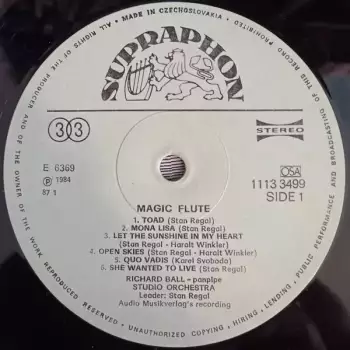 MADE IN CZECHOSLOVAKIA
ALL RIGHTS OF THE PRODUCER AND OF THE OWNER OF THE WORK REPRODUCED RESERVED • UNAUTHORIZED COPYING • HIRING • LENDING • PUBLIC PERFORMANCE AND BROADCASTING OF THIS RECORD PROHIBITED
SUPRAPHON
33
STEREO
E 6369
Ⓟ 1984
87 1
OSA
1113 3499
SIDE 1
MAGIC FLUTE
1. TOAD (Stan Regal)
2. MONA LISA (Stan Regal)
3. LET THE SUNSHINE IN MY HEART
(Stan Regal - Haralt Winkler)
4. OPEN SKIES (Stan Regal - Haralt Winkler)
5. QUO VADIS (Karel Svoboda)
6. SHE WANTED TO LIVE (Stan Regal)
RICHARD BALL - panpipe
STUDIO ORCHESTRA
Leader: Stan Regal
Audio Musikverlag's recording